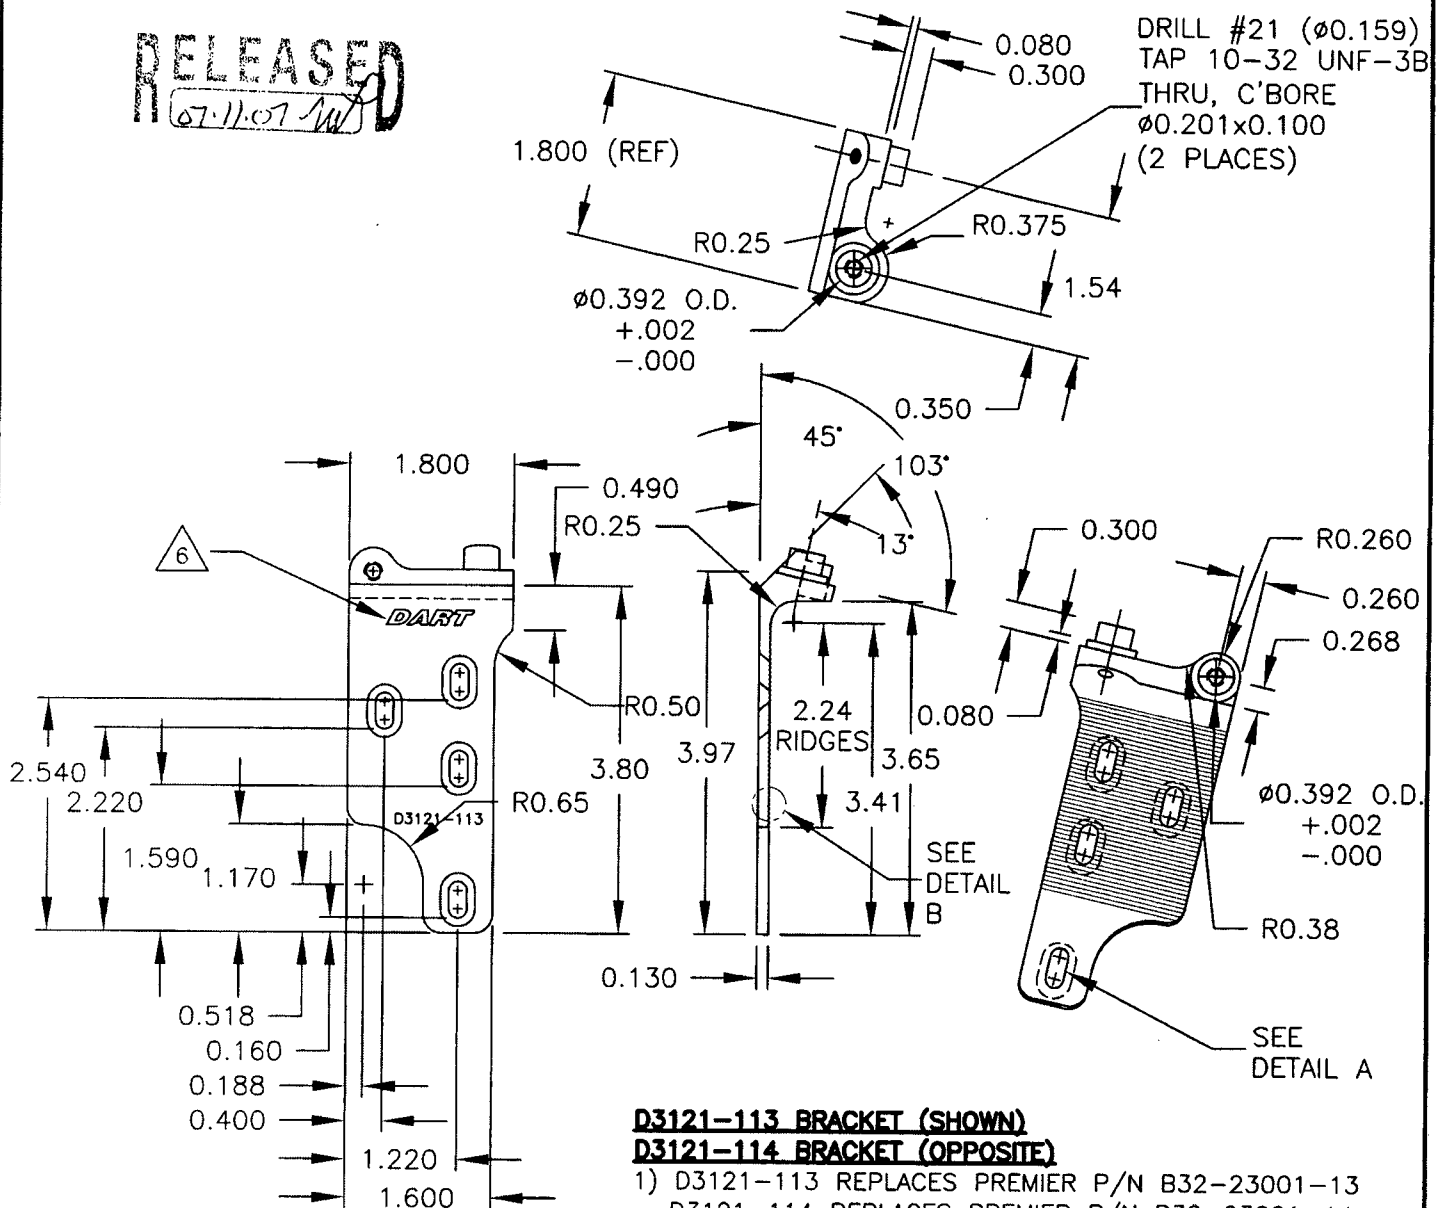 RELEASED
07.11.07
0.080
0.300
DRILL #21 (ø0.159)
TAP 10-32 UNF-3B
THRU, C'BORE
ø0.201x0.100
(2 PLACES)
1.800 (REF)
R0.25
R0.375
1.54
ø0.392 O.D.
+.002
-.000
0.350
45°
103°
13°
1.800
0.490
R0.25
6
DART
0.300
R0.260
0.260
0.268
R0.50
2.24
RIDGES
0.080
3.97
3.65
3.80
3.41
2.540
2.220
R0.65
D3121-113
1.590
1.170
ø0.392 O.D.
+.002
-.000
SEE
DETAIL
B
R0.38
0.130
0.518
0.160
0.188
0.400
1.220
1.600
SEE
DETAIL A
D3121-113 BRACKET (SHOWN)
D3121-114 BRACKET (OPPOSITE)
1) D3121-113 REPLACES PREMIER P/N B32-23001-13